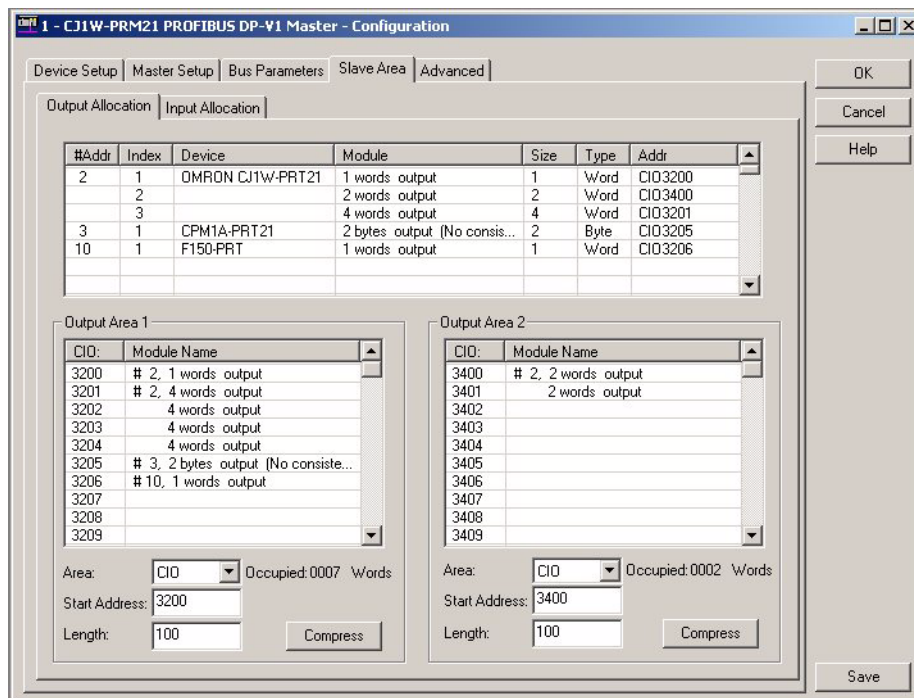 1 - CJ1W-PRM21 PROFIBUS DP-V1 Master - Configuration
Device Setup Master Setup Bus Parameters Slave Area Advanced
OK
Output Allocation Input Allocation
Cancel
Help
#Addr Index Device Module Size Type Addr
2 1 OMRON CJ1W-PRT21 1 words output 1 Word CIO3200
2 2 words output 2 Word CIO3400
3 4 words output 4 Word CIO3201
3 1 CPM1A-PRT21 2 bytes output (No consis... 2 Byte CIO3205
10 1 F150-PRT 1 words output 1 Word CIO3206
Output Area 1
CIO: Module Name
3200 # 2, 1 words output
3201 # 2, 4 words output
3202 4 words output
3203 4 words output
3204 4 words output
3205 # 3, 2 bytes output (No consiste...
3206 #10, 1 words output
3207
3208
3209
Area: CIO Occupied:0007 Words
Start Address: 3200
Length: 100 Compress
Output Area 2
CIO: Module Name
3400 # 2, 2 words output
3401 2 words output
3402
3403
3404
3405
3406
3407
3408
3409
Area: CIO Occupied:0002 Words
Start Address: 3400
Length: 100 Compress
Save